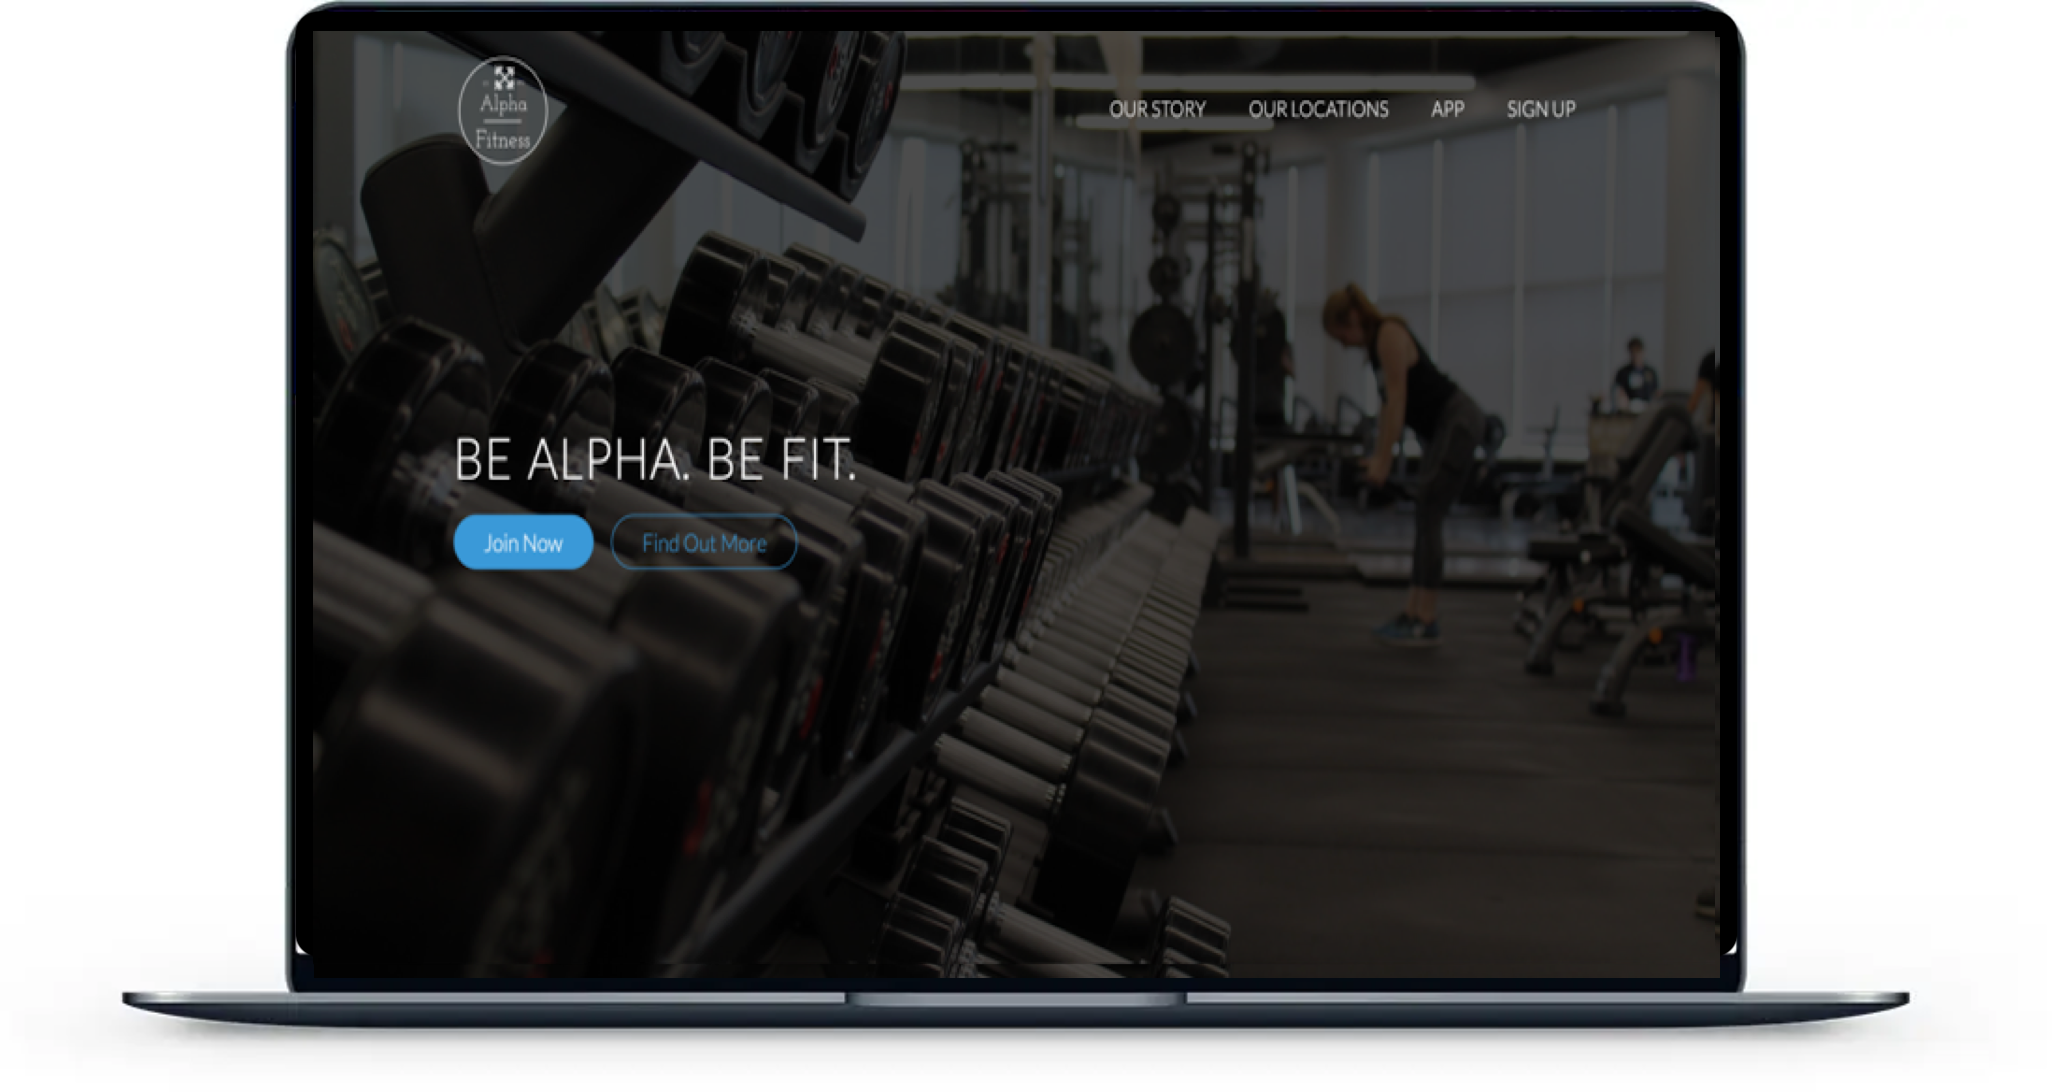 Alpha
Fitness
OUR STORY OUR LOCATIONS APP SIGN UP
BE ALPHA. BE FIT.
Join Now Find Out More